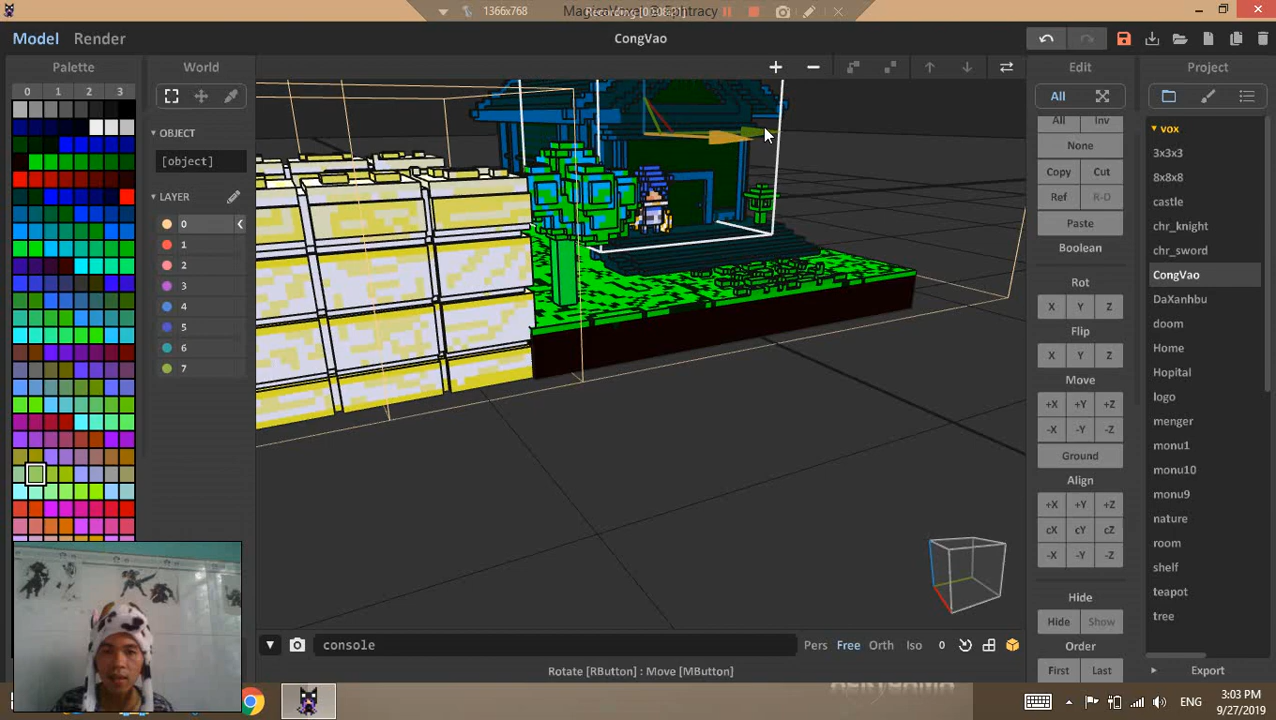 1366x768
MagicaVoxel @ Ephtracy
Model Render
CongVao
Palette
World
Edit
Project
0 1 2 3
All
OBJECT
[object]
LAYER
0
1
2
3
4
5
6
7
All Inv
None
Copy Cut
Ref R-D
Paste
Boolean
Rot
X Y Z
Flip
X Y Z
Move
+X +Y +Z
-X -Y -Z
Ground
Align
+X +Y +Z
cX cY cZ
-X -Y -Z
Hide
Hide Show
Order
First Last
vox
3x3x3
8x8x8
castle
chr_knight
chr_sword
CongVao
DaXanhbu
doom
Home
Hopital
logo
menger
monu1
monu10
monu9
nature
room
shelf
teapot
tree
Export
console
Pers Free Orth Iso 0
Rotate [RButton] : Move [MButton]
ENG
3:03 PM
9/27/2019